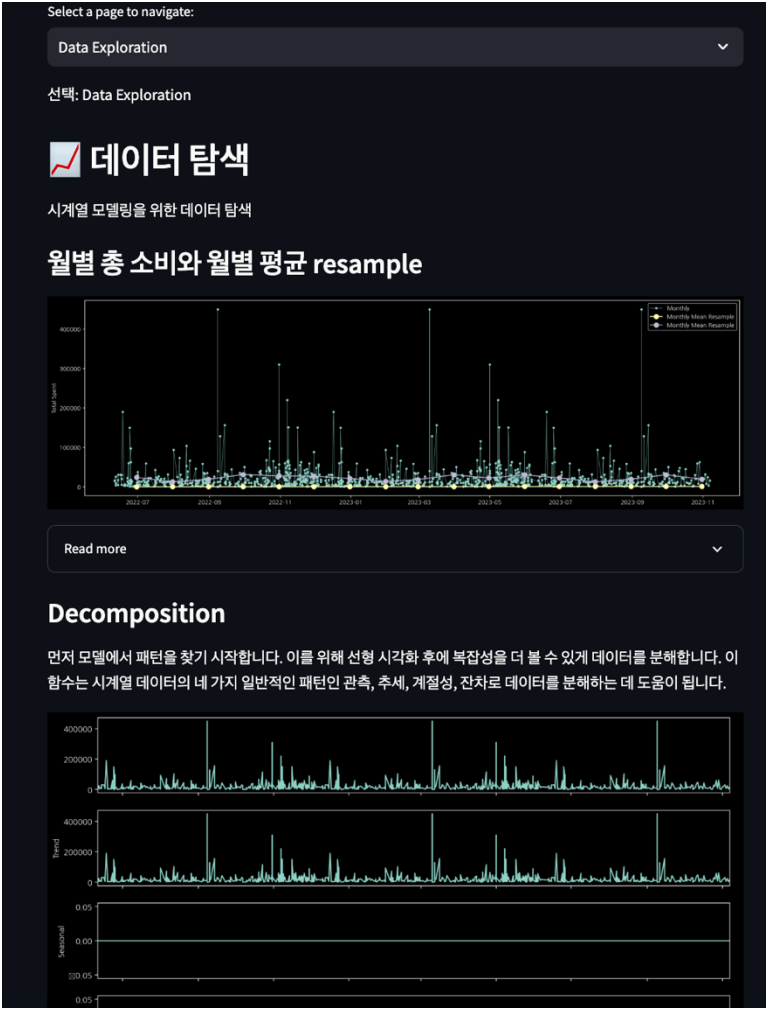 Select a page to navigate:
Data Exploration
선택: Data Exploration
📈 데이터 탐색
시계열 모델링을 위한 데이터 탐색
월별 총 소비와 월별 평균 resample
Monthly
Monthly Mean Resample
Monthly Mean Resample
Total Spent
400000
300000
200000
100000
0
2022-07 2022-09 2022-11 2023-01 2023-03 2023-05 2023-07 2023-09 2023-11
Read more
Decomposition
먼저 모델에서 패턴을 찾기 시작합니다. 이를 위해 선형 시각화 후에 복잡성을 더 볼 수 있게 데이터를 분해합니다. 이
함수는 시계열 데이터의 네 가지 일반적인 패턴인 관측, 추세, 계절성, 잔차로 데이터를 분해하는 데 도움이 됩니다.
400000
200000
0
Trend
400000
200000
0
Seasonal
0.05
0.00
0.05
0.05